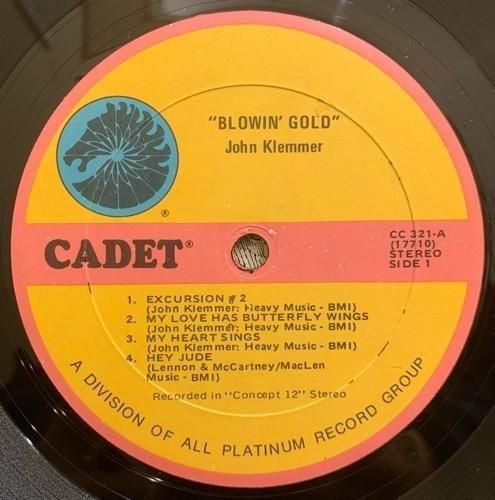 "BLOWIN' GOLD"
John Klemmer
®
CADET®
CC 321-A
(17710)
STEREO
SIDE 1
1. EXCURSION #2
(John Klemmer: Heavy Music - BMI)
2. MY LOVE HAS BUTTERFLY WINGS
(John Klemmer: Heavy Music - BMI)
3. MY HEART SINGS
(John Klemmer: Heavy Music - BMI)
4. HEY JUDE
(Lennon & McCartney/MacLen
Music - BMI)
Recorded in "Concept 12" Stereo
A DIVISION OF ALL PLATINUM RECORD GROUP